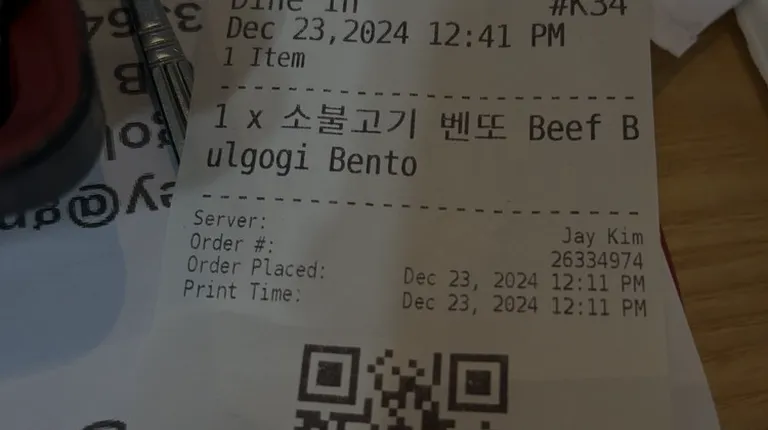 Dine In #K34
Dec 23,2024 12:41 PM
1 Item
1 x 소불고기 벤또 Beef B
ulgogi Bento
Server: Jay Kim
Order #: 26334974
Order Placed: Dec 23, 2024 12:11 PM
Print Time: Dec 23, 2024 12:11 PM